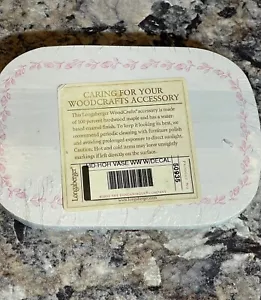 CARING FOR YOUR
WOODCRAFTS ACCESSORY
This Longaberger WoodCrafts accessory is made
of 100 percent hardwood maple and has a water-
based enamel finish. To keep it looking its best, we
recommend periodic cleaning with furniture polish
and avoiding prolonged exposure to direct sunlight.
Caution: Hot and cold items may leave unsightly
markings if left directly on the surface.
HOH VASE WW W/DECAL
Longaberger
50935